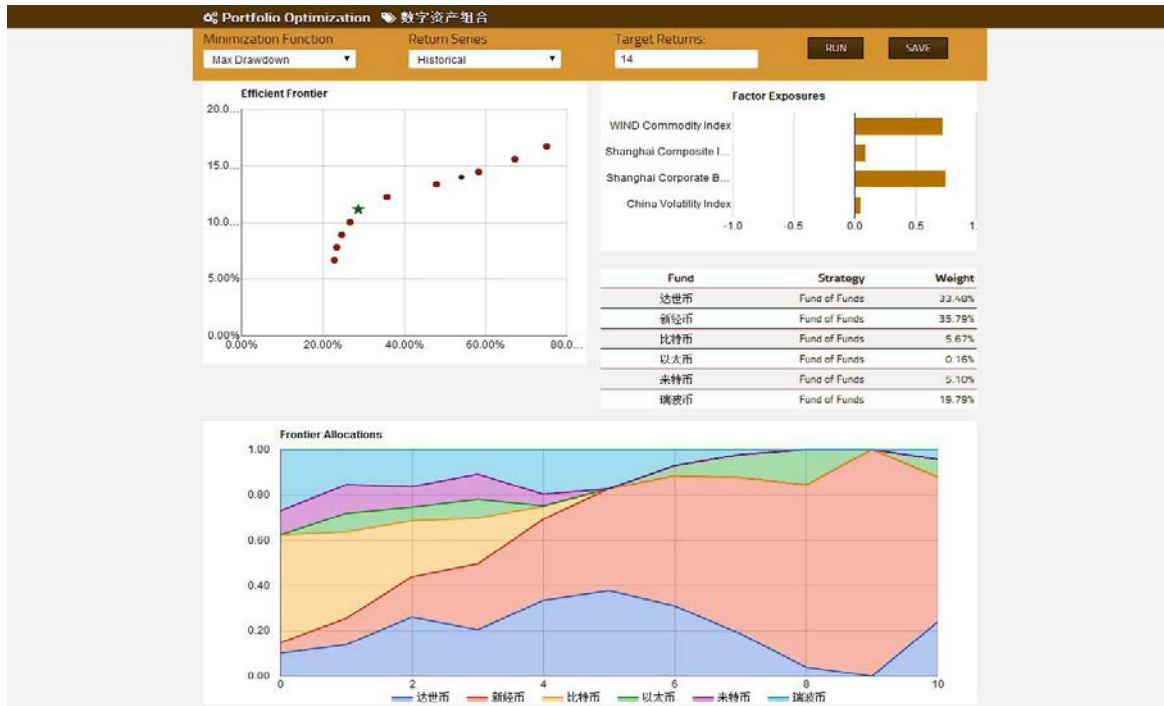 Portfolio Optimization 数字资产组合
Minimization Function Return Series Target Returns:
Max Drawdown Historical 14 RUN SAVE
Efficient Frontier
20.0...
15.0...
10.0...
5.00%
0.00%
0.00% 20.00% 40.00% 60.00% 80.0...
Factor Exposures
WIND Commodity Index
Shanghai Composite I...
Shanghai Corporate B...
China Volatility Index
-1.0 -0.5 0.0 0.5 1.
Fund Strategy Weight
达世币 Fund of Funds 33.48%
新经币 Fund of Funds 35.79%
比特币 Fund of Funds 5.67%
以太币 Fund of Funds 0.16%
来特币 Fund of Funds 5.10%
瑞波币 Fund of Funds 19.79%
Frontier Allocations
1.00
0.80
0.60
0.40
0.20
0.00
0 2 4 6 8 10
达世币 新经币 比特币 以太币 来特币 瑞波币